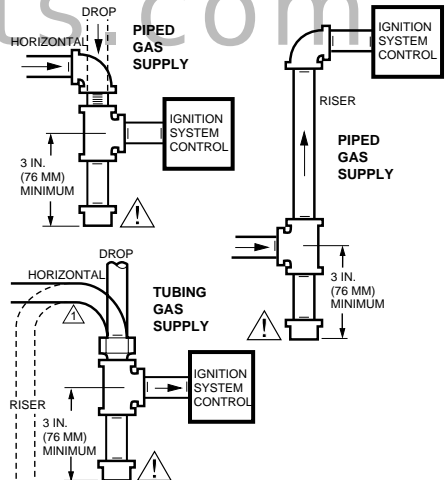 ts.com
DROP
HORIZONTAL
PIPED
GAS
SUPPLY
IGNITION
SYSTEM
CONTROL
3 IN.
(76 MM)
MINIMUM
!
IGNITION
SYSTEM
CONTROL
RISER
PIPED
GAS
SUPPLY
3 IN.
(76 MM)
MINIMUM
!
DROP
HORIZONTAL
1
TUBING
GAS
SUPPLY
IGNITION
SYSTEM
CONTROL
RISER
3 IN.
(76 MM)
MINIMUM
!